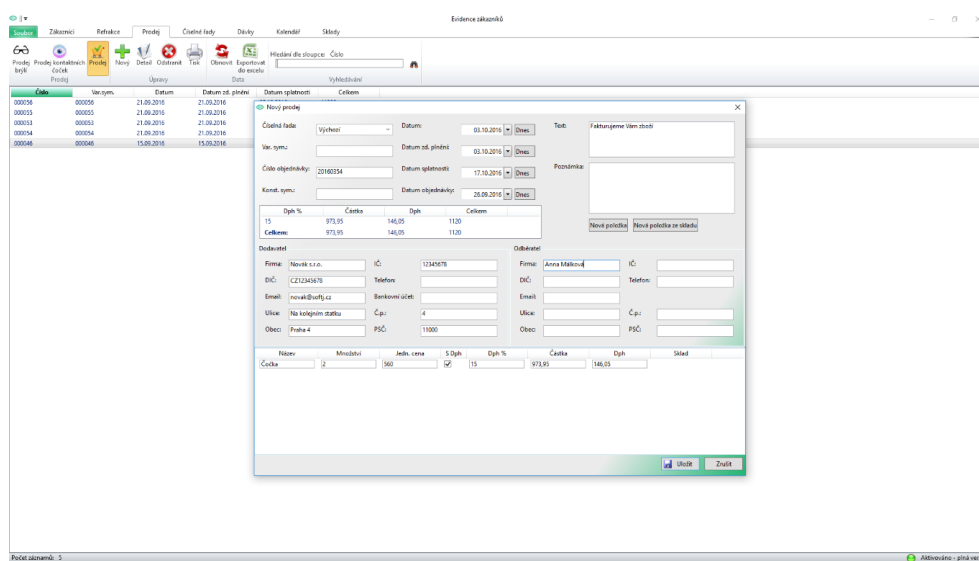 Evidence zákazníků
Soubor Zákazníci Refrakce Prodej Číselné řady Dávky Kalendář Sklady
Prodej brýlí Prodej kontaktních čoček Prodej Nový Detail Odstranit Tisk Obnovit Exportovat do excelu
Hledání dle sloupce: Číslo
Prodej Úpravy Data Vyhledávání
Číslo Var.sym. Datum Datum zd. plnění Datum splatnosti Celkem
000056 000056 21.09.2016 21.09.2016
000055 000055 21.09.2016 21.09.2016
000053 000053 21.09.2016 21.09.2016
000054 000054 21.09.2016 21.09.2016
000046 000046 15.09.2016 15.09.2016
Nový prodej
Číselná řada: Výchozí Datum: 03.10.2016 Dnes Text: Fakturujeme Vám zboží
Var. sym.: Datum zd. plnění: 03.10.2016 Dnes
Číslo objednávky: 20160354 Datum splatnosti: 17.10.2016 Dnes Poznámka:
Konst. sym.: Datum objednávky: 26.09.2016 Dnes
Dph % Částka Dph Celkem
15 973,95 146,05 1120
Celkem: 973,95 146,05 1120
Nová položka Nová položka ze skladu
Dodavatel Odběratel
Firma: Novák s.r.o. IČ: 12345678 Firma: Anna Málková IČ:
DIČ: CZ12345678 Telefon: DIČ: Telefon:
Email: novak@softj.cz Bankovní účet: Email:
Ulice: Na kolejním statku Č.p.: 4 Ulice: Č.p.:
Obec: Praha 4 PSČ: 11000 Obec: PSČ:
Název Množství Jedn. cena S Dph Dph % Částka Dph Sklad
Čočka 2 560 15 973,95 146,05
Uložit Zrušit
Počet záznamů: 5 Aktivováno - plná ver